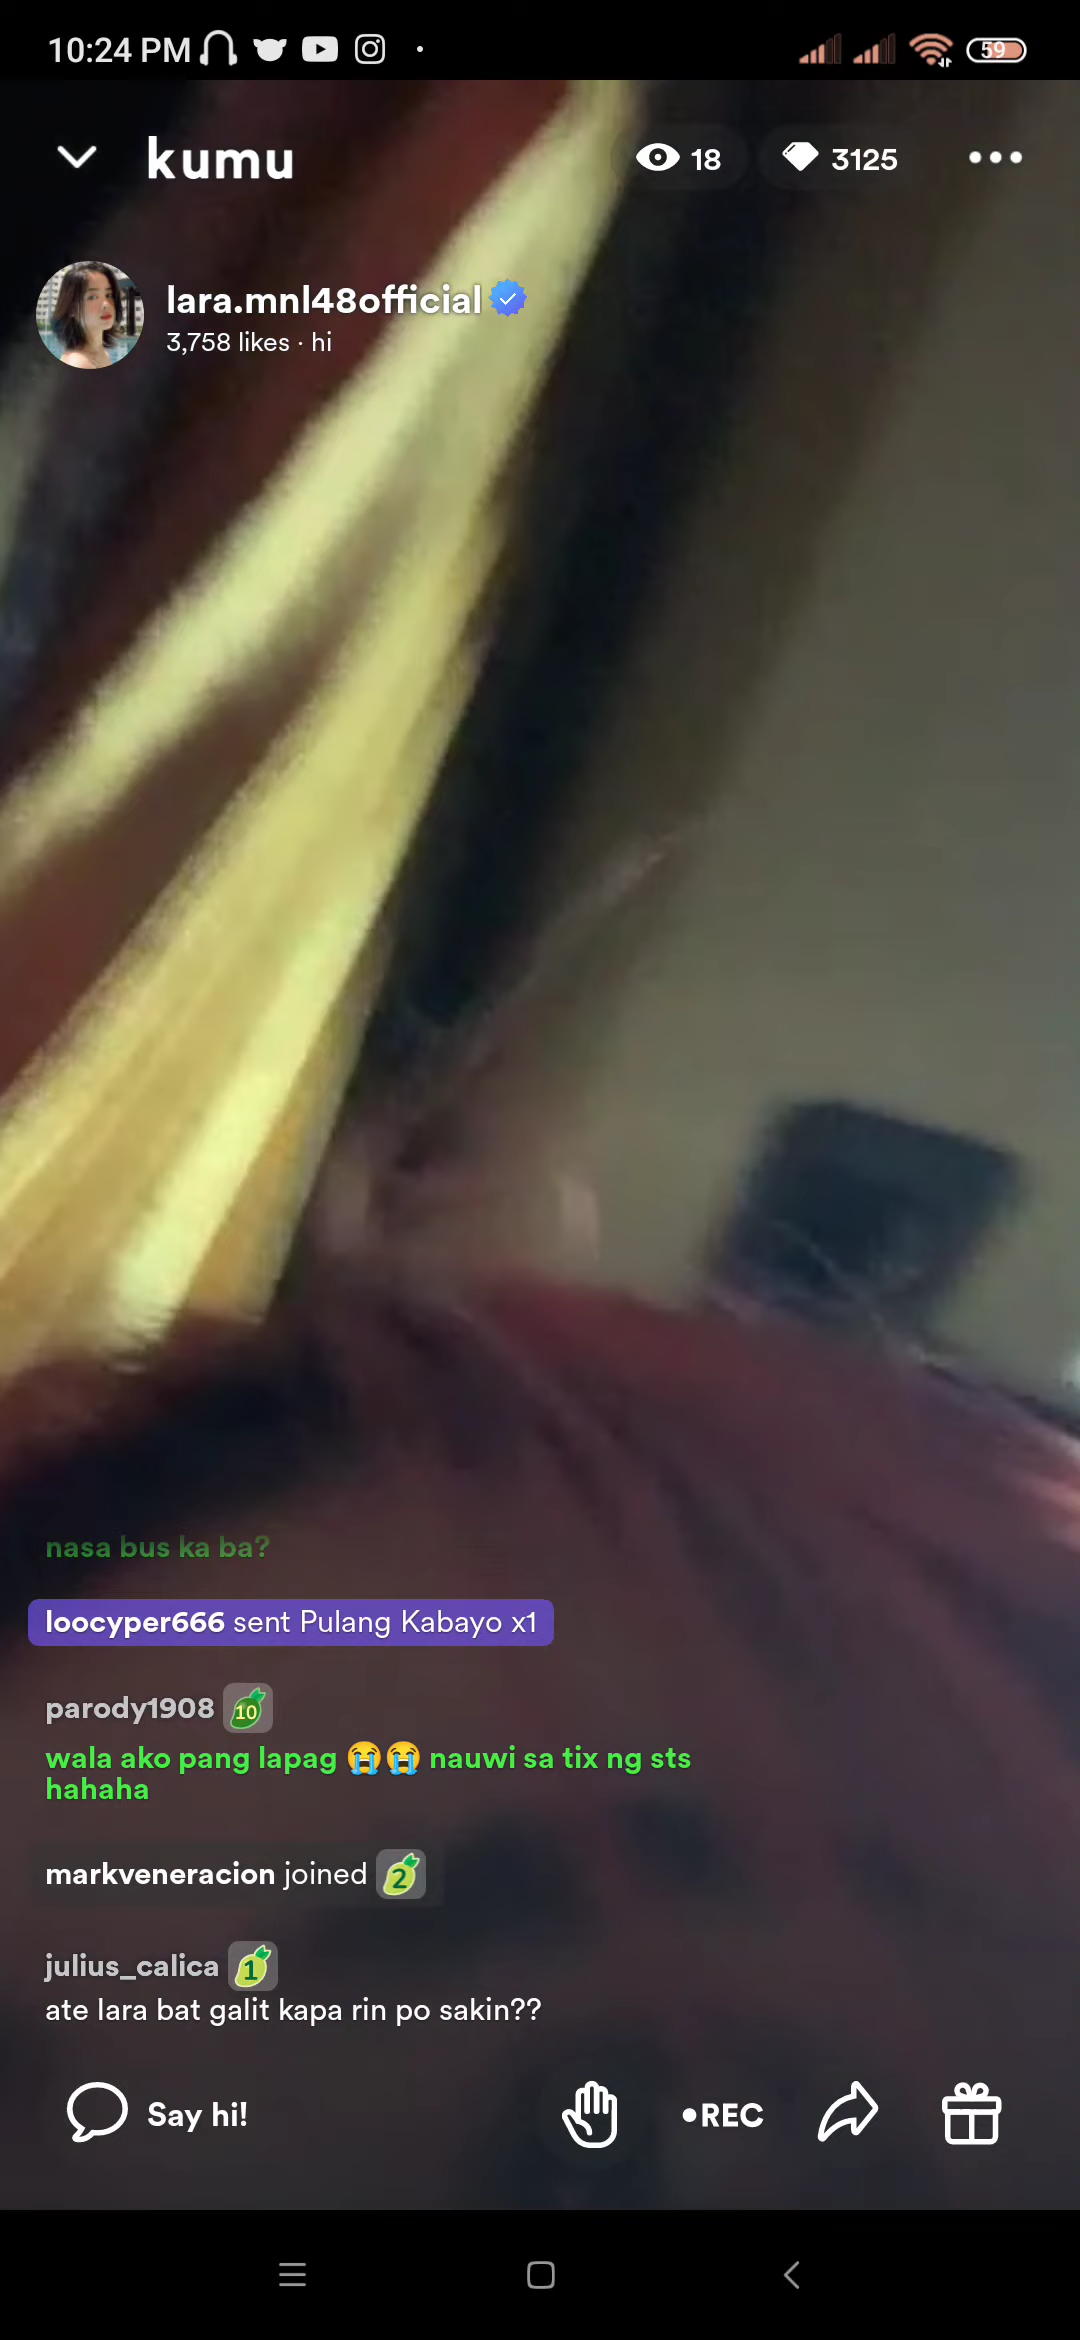 10:24 PM
59
kumu
18
3125
lara.mnl48official
3,758 likes · hi
nasa bus ka ba?
loocyper666 sent Pulang Kabayo x1
parody1908 10
wala ako pang lapag 😭😭 nauwi sa tix ng sts
hahaha
markveneracion joined 2
julius_calica 1
ate lara bat galit kapa rin po sakin??
Say hi!
•REC